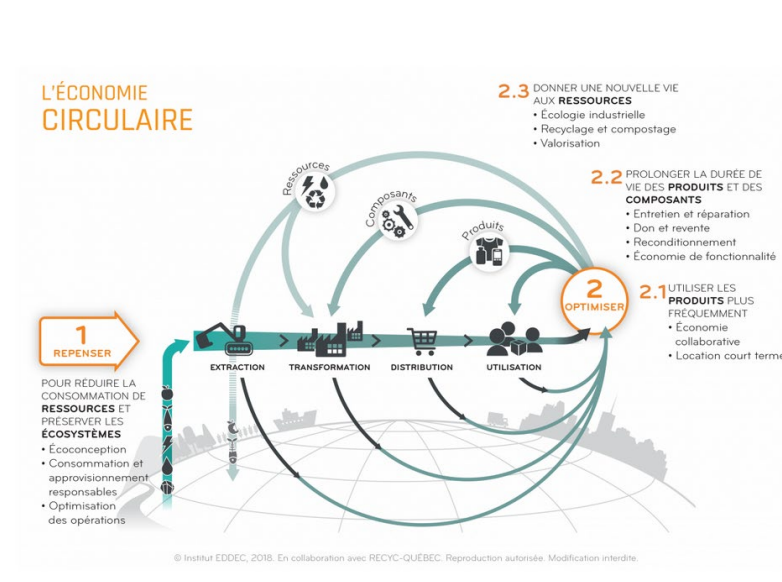 L'ÉCONOMIE
CIRCULAIRE
2.3 DONNER UNE NOUVELLE VIE
AUX RESSOURCES
• Écologie industrielle
• Recyclage et compostage
• Valorisation
2.2 PROLONGER LA DURÉE DE
VIE DES PRODUITS ET DES
COMPOSANTS
• Entretien et réparation
• Don et revente
• Reconditionnement
• Économie de fonctionnalité
2.1 UTILISER LES
PRODUITS PLUS
FRÉQUEMMENT
• Économie
collaborative
• Location court terme
Ressources
Composants
Produits
2
OPTIMISER
1
REPENSER
EXTRACTION
TRANSFORMATION
DISTRIBUTION
UTILISATION
POUR RÉDUIRE LA
CONSOMMATION DE
RESSOURCES ET
PRÉSERVER LES
ÉCOSYSTÈMES
• Écoconception
• Consommation et
approvisionnement
responsables
• Optimisation
des opérations
© Institut EDDEC, 2018. En collaboration avec RECYC-QUÉBEC. Reproduction autorisée. Modification interdite.